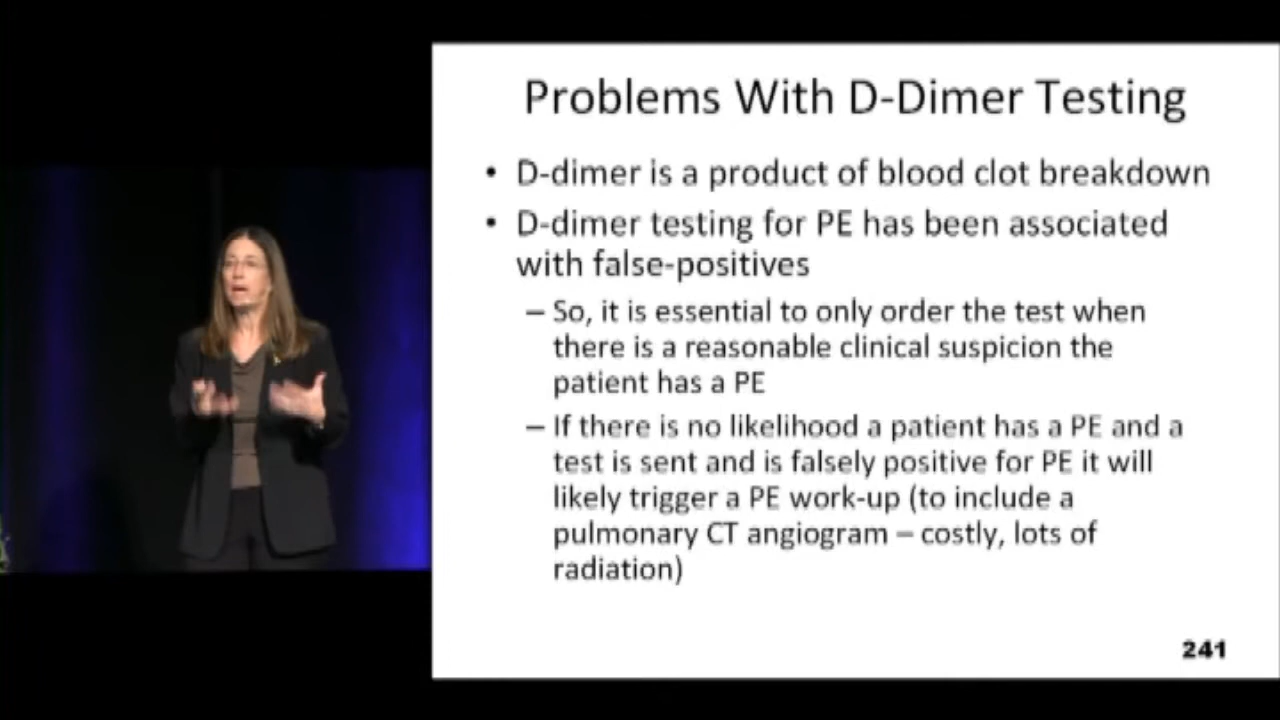 Problems With D-Dimer Testing
• D-dimer is a product of blood clot breakdown
• D-dimer testing for PE has been associated
with false-positives
– So, it is essential to only order the test when
there is a reasonable clinical suspicion the
patient has a PE
– If there is no likelihood a patient has a PE and a
test is sent and is falsely positive for PE it will
likely trigger a PE work-up (to include a
pulmonary CT angiogram – costly, lots of
radiation)
241